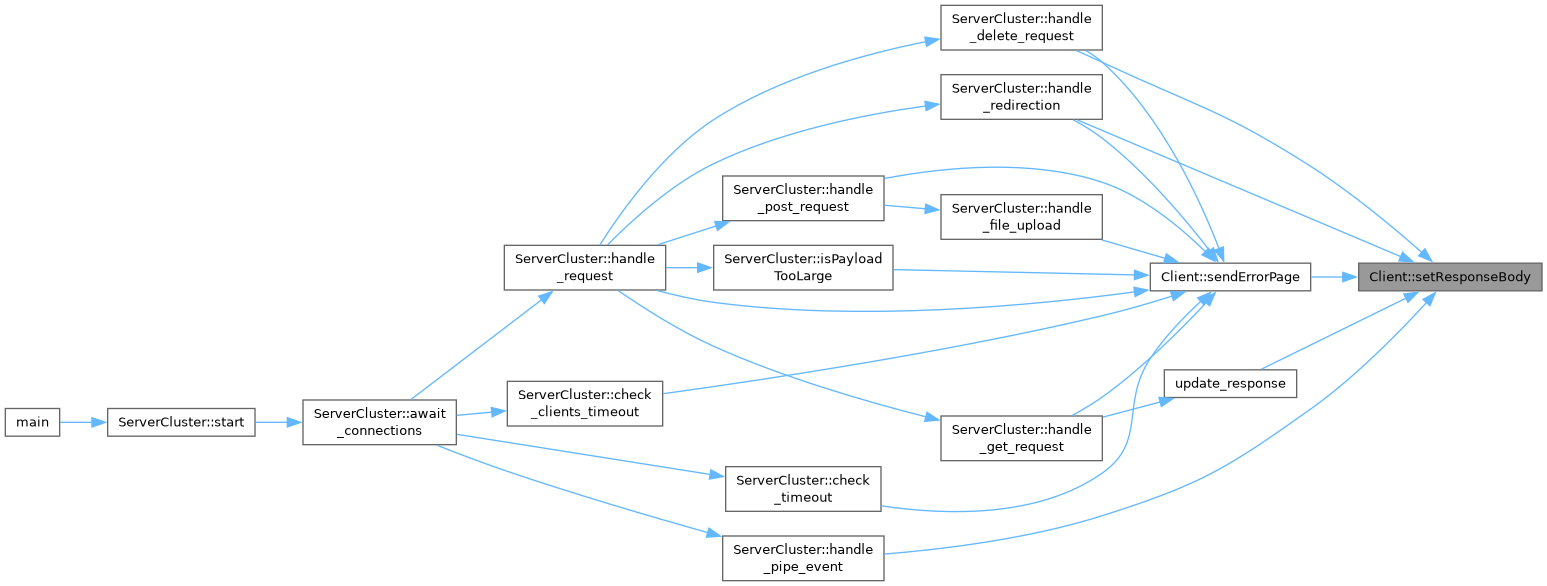 ServerCluster::handle
_delete_request
ServerCluster::handle
_redirection
ServerCluster::handle
_post_request
ServerCluster::handle
_file_upload
ServerCluster::handle
_request
ServerCluster::isPayload
TooLarge
Client::sendErrorPage
Client::setResponseBody
update_response
ServerCluster::check
_clients_timeout
main
ServerCluster::start
ServerCluster::await
_connections
ServerCluster::handle
_get_request
ServerCluster::check
_timeout
ServerCluster::handle
_pipe_event